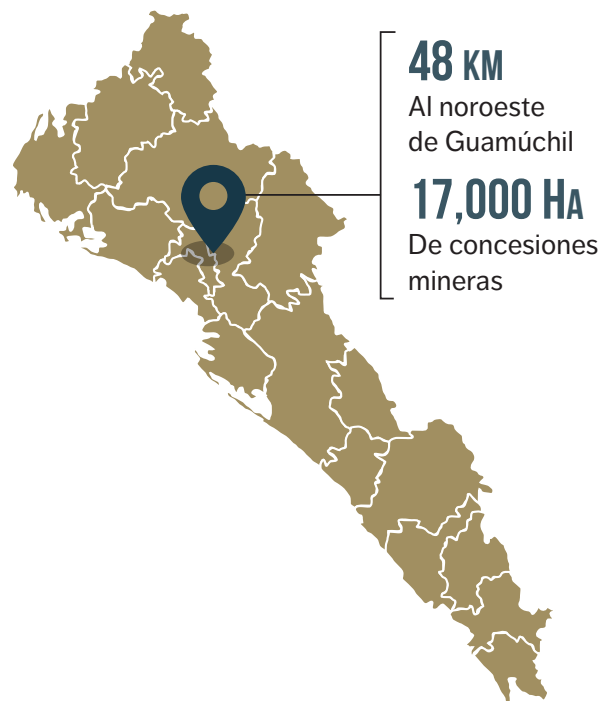 48 KM
Al noroeste
de Guamúchil
17,000 HA
De concesiones
mineras